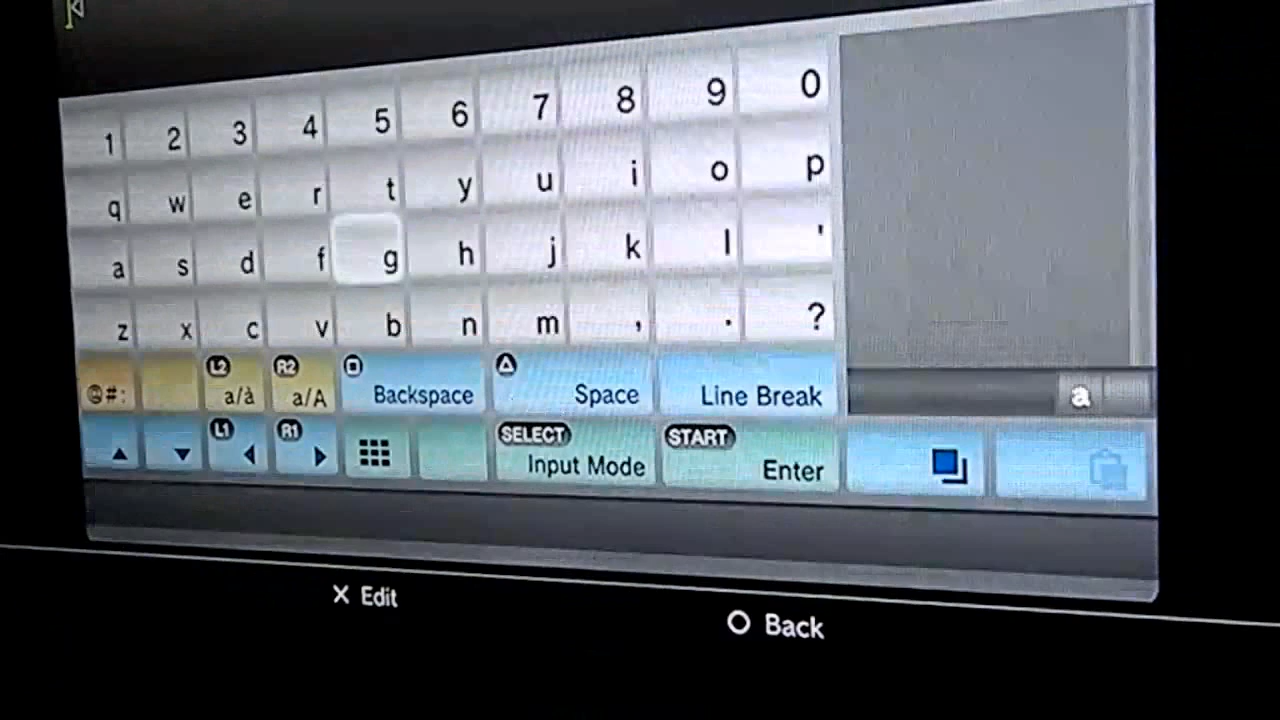 1 2 3 4 5 6 7 8 9 0
q w e r t y u i o p
a s d f g h j k l '
z x c v b n m , . ?
@#: L2 a/à R2 a/A Backspace Space Line Break a
L1 R1 SELECT Input Mode START Enter
X Edit
O Back